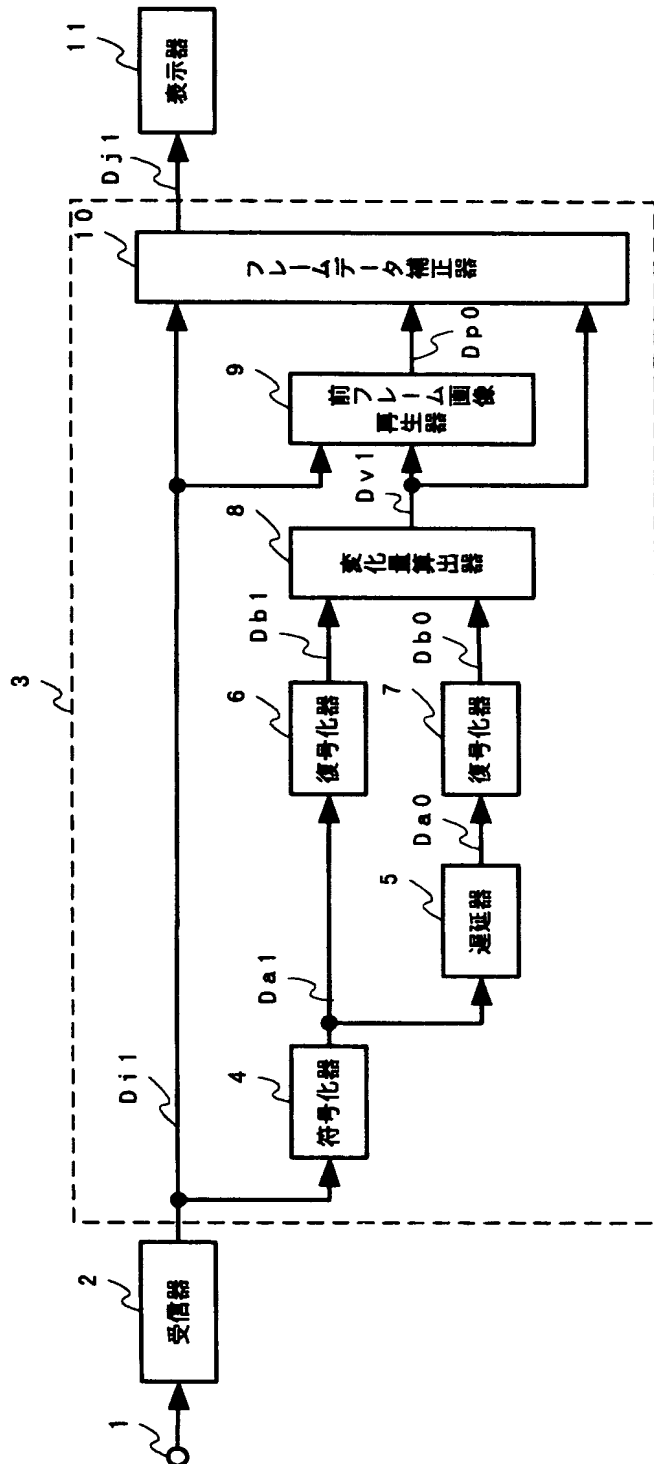 1
2
受信器
3
Di1
4
符号化器
Da1
5
遅延器
Da0
6
復号化器
7
復号化器
Db1
Db0
8
変化量算出器
Dv1
9
前フレーム画像
再生器
Dp0
10
フレームデータ補正器
Dj1
11
表示器